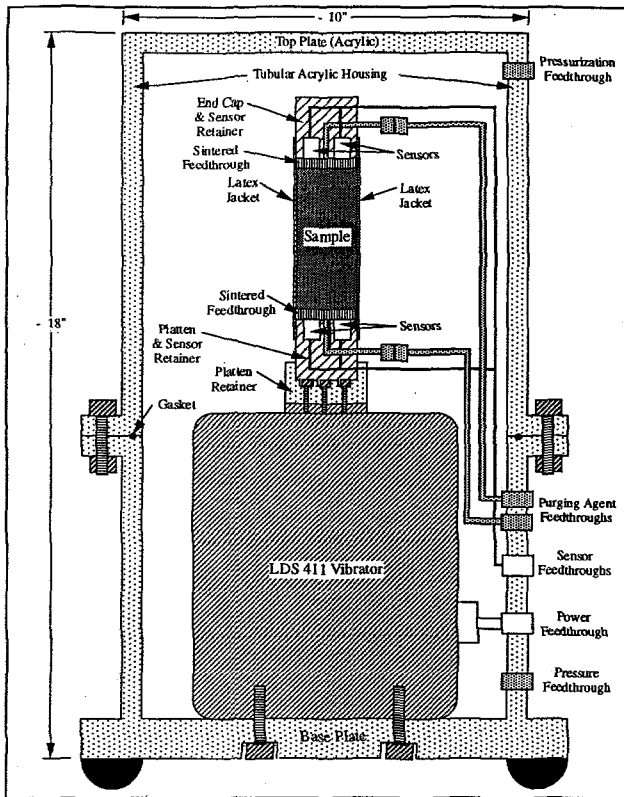 - 10"
Top Plate (Acrylic)
Tubular Acrylic Housing
Pressurization
Feedthrough
End Cap
& Sensor
Retainer
Sintered
Feedthrough
Sensors
Latex
Jacket
Latex
Jacket
Sample
Sintered
Feedthrough
- 18"
Sensors
Platten
& Sensor
Retainer
Platten
Retainer
Gasket
Purging Agent
Feedthroughs
LDS 411 Vibrator
Sensor
Feedthroughs
Power
Feedthrough
Pressure
Feedthrough
Base Plate